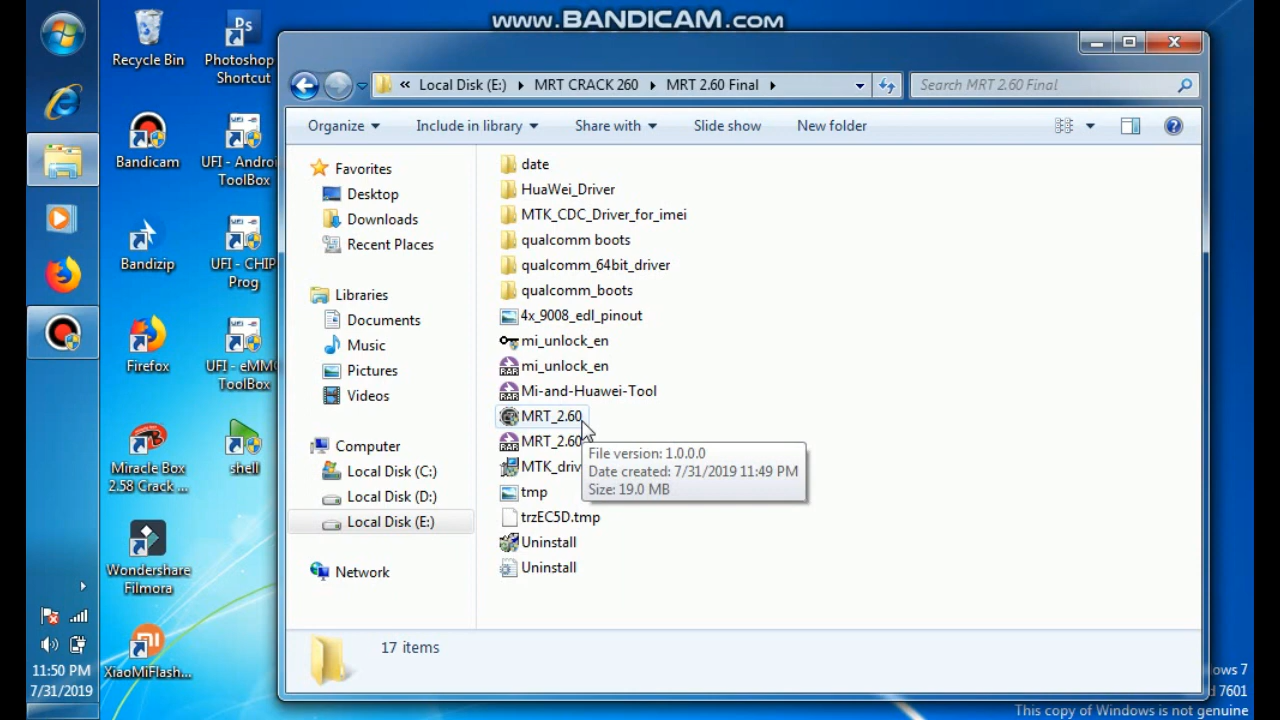 www.BANDICAM.com
Recycle Bin
Photoshop
Shortcut
Bandicam
UFI - Androi
ToolBox
Bandizip
UFI - CHIP
Prog
Firefox
UFI - eMMC
ToolBox
Miracle Box
2.58 Crack ...
shell
Wondershare
Filmora
XiaoMiFlash...
11:50 PM
7/31/2019
« Local Disk (E:) ▸ MRT CRACK 260 ▸ MRT 2.60 Final ▸
Search MRT 2.60 Final
Organize
Include in library
Share with
Slide show
New folder
Favorites
Desktop
Downloads
Recent Places
Libraries
Documents
Music
Pictures
Videos
Computer
Local Disk (C:)
Local Disk (D:)
Local Disk (E:)
Network
date
HuaWei_Driver
MTK_CDC_Driver_for_imei
qualcomm boots
qualcomm_64bit_driver
qualcomm_boots
4x_9008_edl_pinout
mi_unlock_en
mi_unlock_en
Mi-and-Huawei-Tool
MRT_2.60
MRT_2.60
MTK_driv
tmp
trzEC5D.tmp
Uninstall
Uninstall
File version: 1.0.0.0
Date created: 7/31/2019 11:49 PM
Size: 19.0 MB
17 items
ows 7
d 7601
This copy of Windows is not genuine